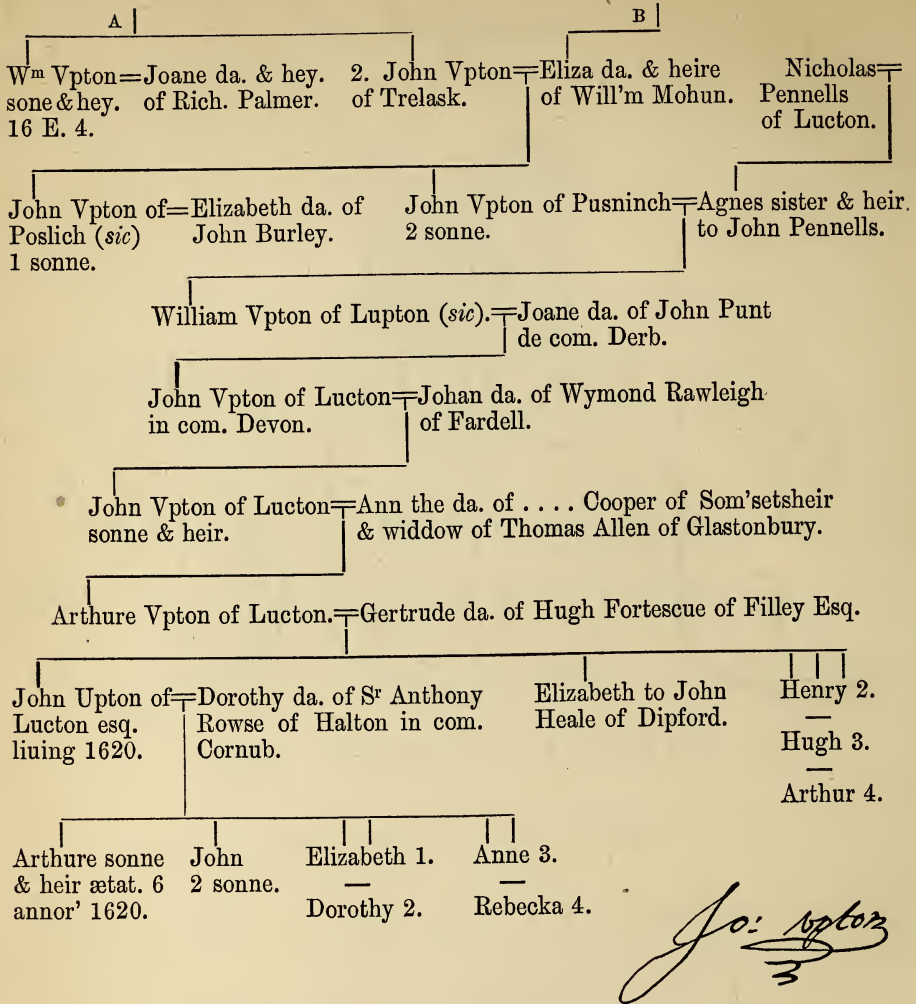 A
B
Wm Vpton=Joane da. & hey.
sone & hey. of Rich. Palmer.
16 E. 4.
2. John Vpton=Eliza da. & heire
of Trelask. of Will'm Mohun.
Nicholas=
Pennells
of Lucton.
John Vpton of=Elizabeth da. of
Poslich (sic) John Burley.
1 sonne.
John Vpton of Pusninch=Agnes sister & heir.
2 sonne. to John Pennells.
William Vpton of Lupton (sic).=Joane da. of John Punt
de com. Derb.
John Vpton of Lucton=Johan da. of Wymond Rawleigh
in com. Devon. of Fardell.
John Vpton of Lucton=Ann the da. of .... Cooper of Som'setsheir
sonne & heir. & widdow of Thomas Allen of Glastonbury.
Arthure Vpton of Lucton.=Gertrude da. of Hugh Fortescue of Filley Esq.
John Upton of=Dorothy da. of Sr Anthony
Lucton esq. Rowse of Halton in com.
liuing 1620. Cornub.
Elizabeth to John
Heale of Dipford.
Henry 2.
—
Hugh 3.
—
Arthur 4.
Arthure sonne
& heir ætat. 6
annor' 1620.
John
2 sonne.
Elizabeth 1.
—
Dorothy 2.
Anne 3.
—
Rebecka 4.
Jo: vpton